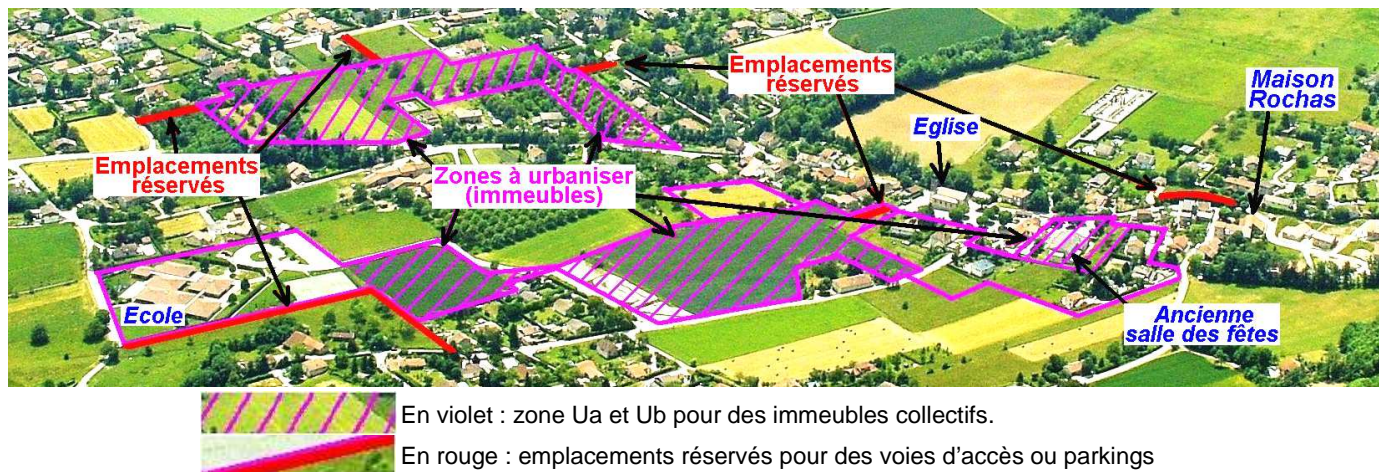 Emplacements
réservés
Maison
Rochas
Eglise
Emplacements
réservés
Zones à urbaniser
(immeubles)
Ecole
Ancienne
salle des fêtes
En violet : zone Ua et Ub pour des immeubles collectifs.
En rouge : emplacements réservés pour des voies d'accès ou parkings